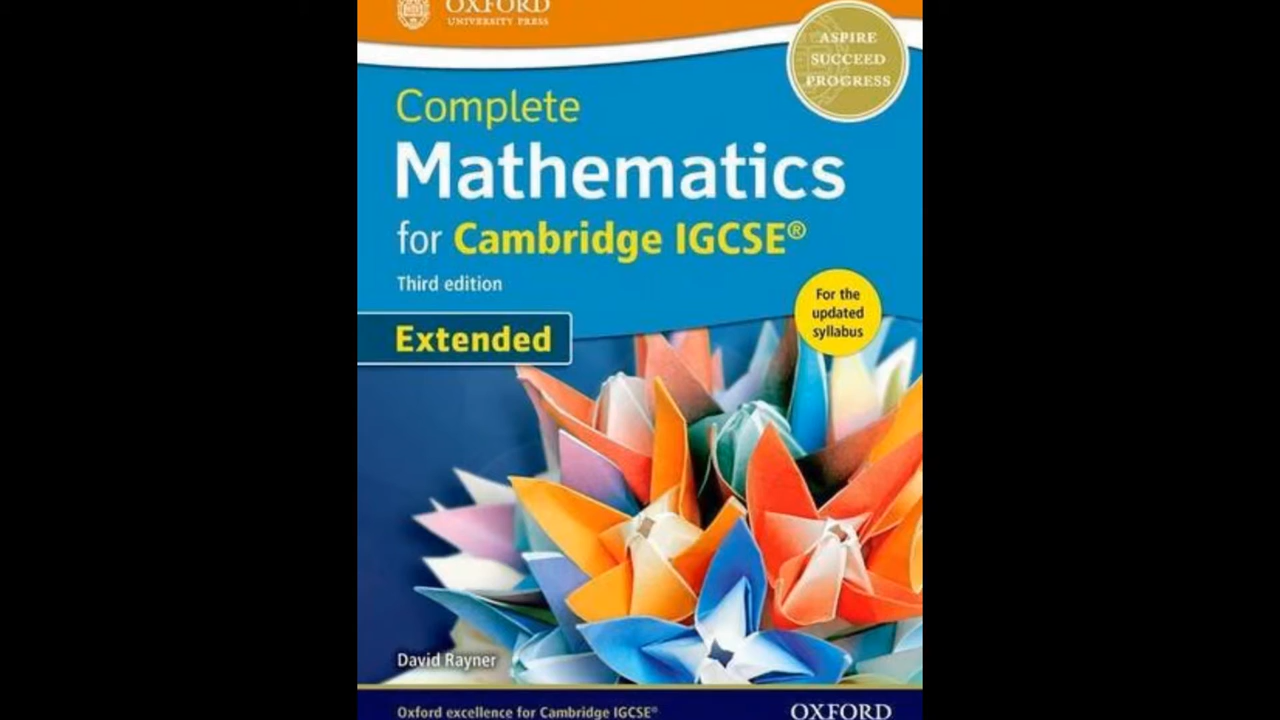 OXFORD
UNIVERSITY PRESS
ASPIRE
SUCCEED
PROGRESS
Complete
Mathematics
for Cambridge IGCSE®
Third edition
For the
updated
syllabus
Extended
David Rayner
Oxford excellence for Cambridge IGCSE®
OXFORD